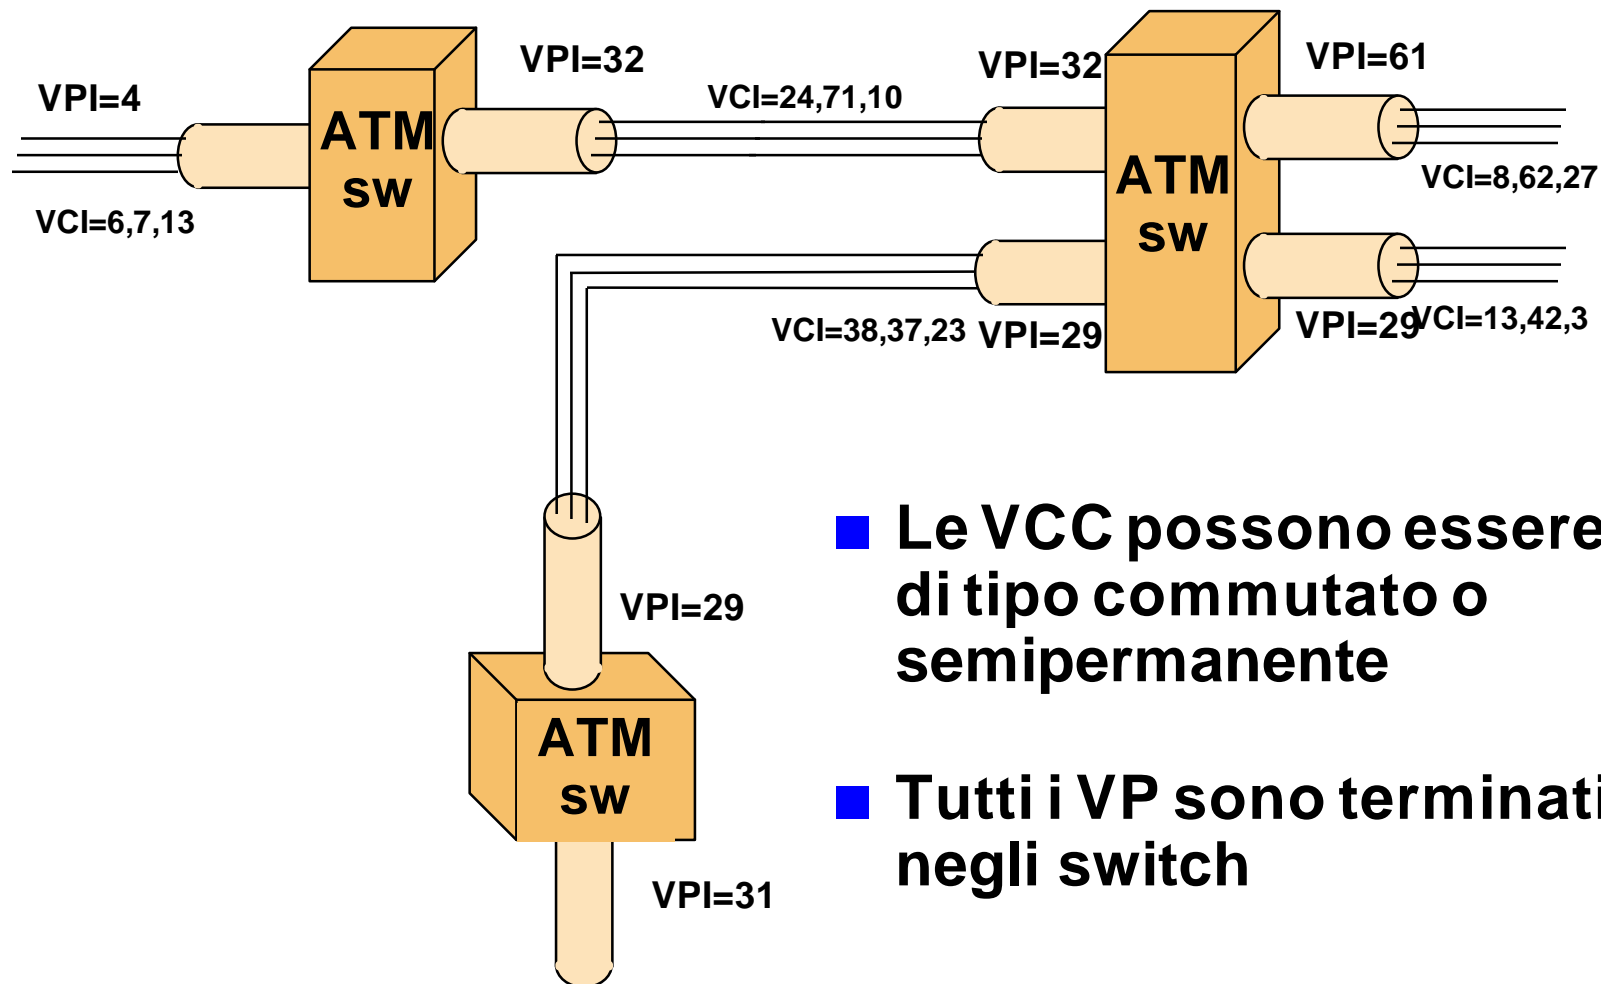 VPI=4
VCI=6,7,13
ATM
sw
VPI=32
VCI=24,71,10
VPI=32
ATM
sw
VPI=61
VCI=8,62,27
VCI=38,37,23
VPI=29
VPI=29
VCI=13,42,3
VPI=29
ATM
sw
VPI=31
Le VCC possono essere
di tipo commutato o
semipermanente
Tutti i VP sono terminati
negli switch